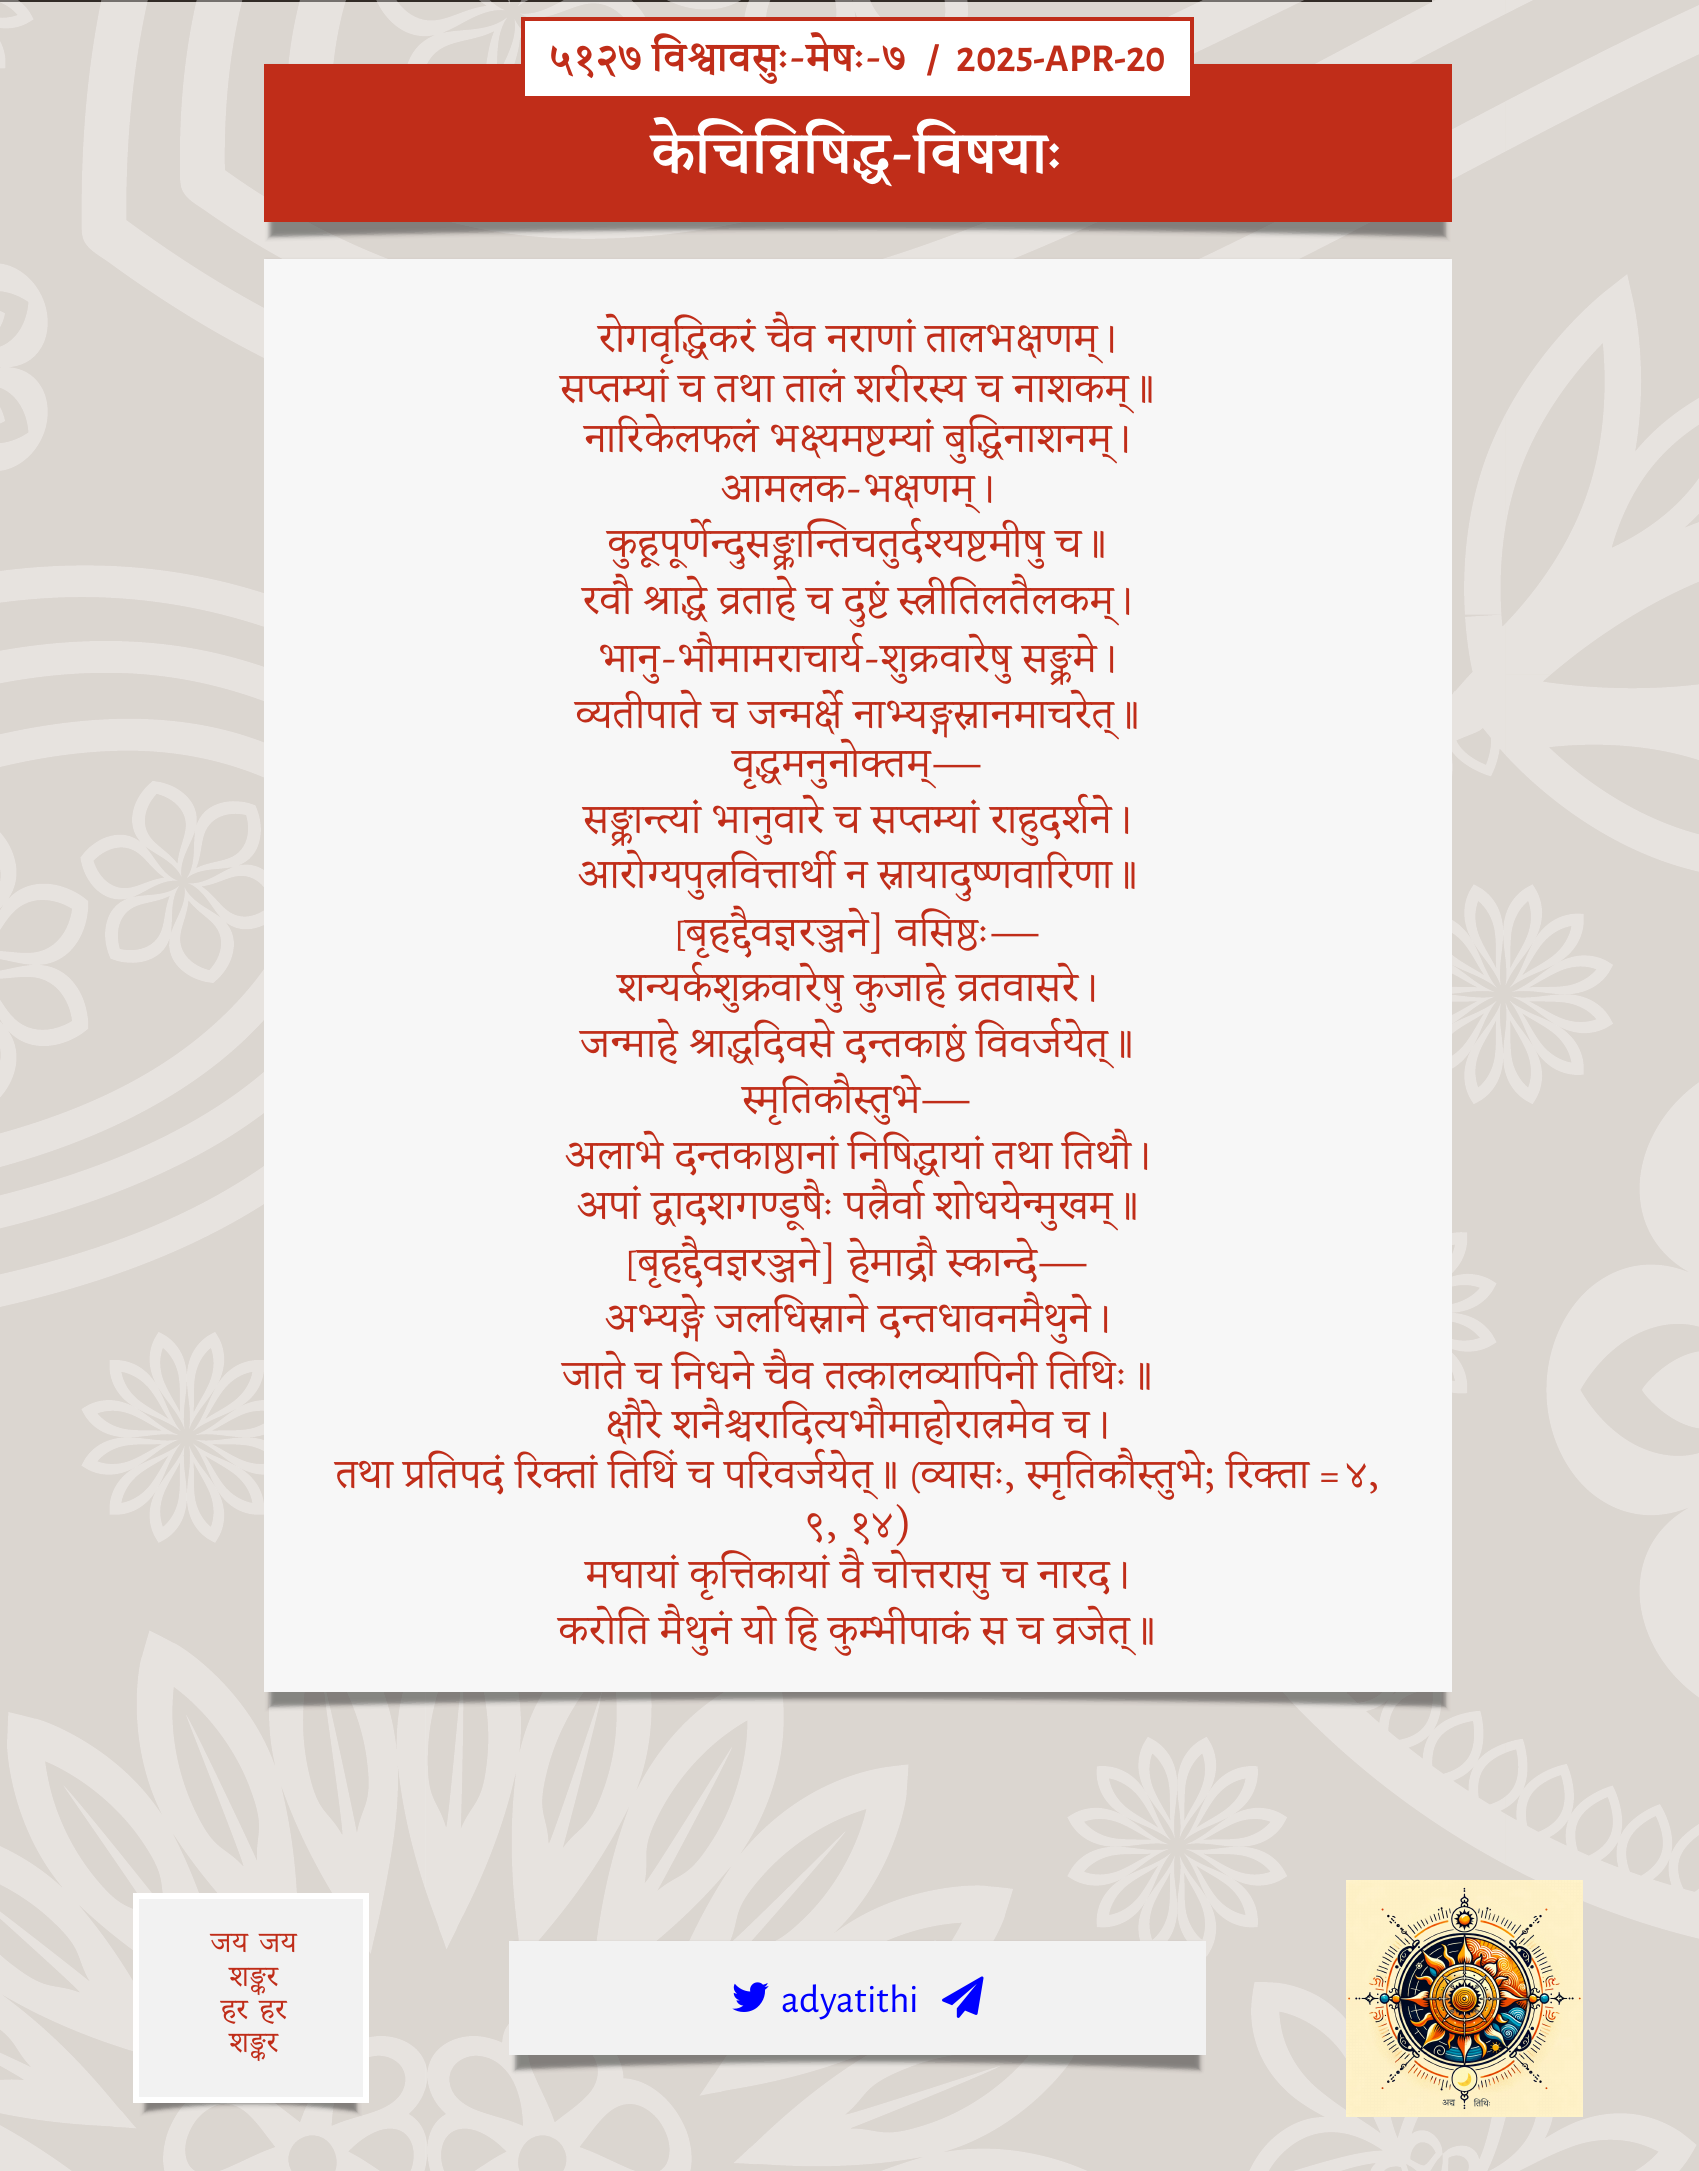 ५१२७ विश्वावसुः-मेषः-७ / 2025-APR-20
केचिन्निषिद्ध-विषयाः
रोगवृद्धिकरं चैव नराणां तालभक्षणम्।
सप्तम्यां च तथा तालं शरीरस्य च नाशकम्॥
नारिकेलफलं भक्ष्यमष्टम्यां बुद्धिनाशनम्।
आमलक-भक्षणम्।
कुहूपूर्णेन्दुसङ्क्रान्तिचतुर्दश्यष्टमीषु च॥
रवौ श्राद्धे व्रताहे च दुष्टं स्त्रीतिलतैलकम्।
भानु-भौमामराचार्य-शुक्रवारेषु सङ्क्रमे।
व्यतीपाते च जन्मर्क्षे नाभ्यङ्गस्नानमाचरेत्॥
वृद्धमनुनोक्तम्—
सङ्क्रान्त्यां भानुवारे च सप्तम्यां राहुदर्शने।
आरोग्यपुत्रवित्तार्थी न स्नायादुष्णवारिणा॥
[बृहद्दैवज्ञरञ्जने] वसिष्ठः—
शन्यर्कशुक्रवारेषु कुजाहे व्रतवासरे।
जन्माहे श्राद्धदिवसे दन्तकाष्ठं विवर्जयेत्॥
स्मृतिकौस्तुभे—
अलाभे दन्तकाष्ठानां निषिद्धायां तथा तिथौ।
अपां द्वादशगण्डूषैः पत्रैर्वा शोधयेन्मुखम्॥
[बृहद्दैवज्ञरञ्जने] हेमाद्रौ स्कान्दे—
अभ्यङ्गे जलधिस्नाने दन्तधावनमैथुने।
जाते च निधने चैव तत्कालव्यापिनी तिथिः॥
क्षौरे शनैश्चरादित्यभौमाहोरात्रमेव च।
तथा प्रतिपदं रिक्तां तिथिं च परिवर्जयेत्॥ (व्यासः, स्मृतिकौस्तुभे; रिक्ता = ४,
९, १४)
मघायां कृत्तिकायां वै चोत्तरासु च नारद।
करोति मैथुनं यो हि कुम्भीपाकं स च व्रजेत्॥
जय जय
शङ्कर
हर हर
शङ्कर
adyatithi
अद्य तिथिः